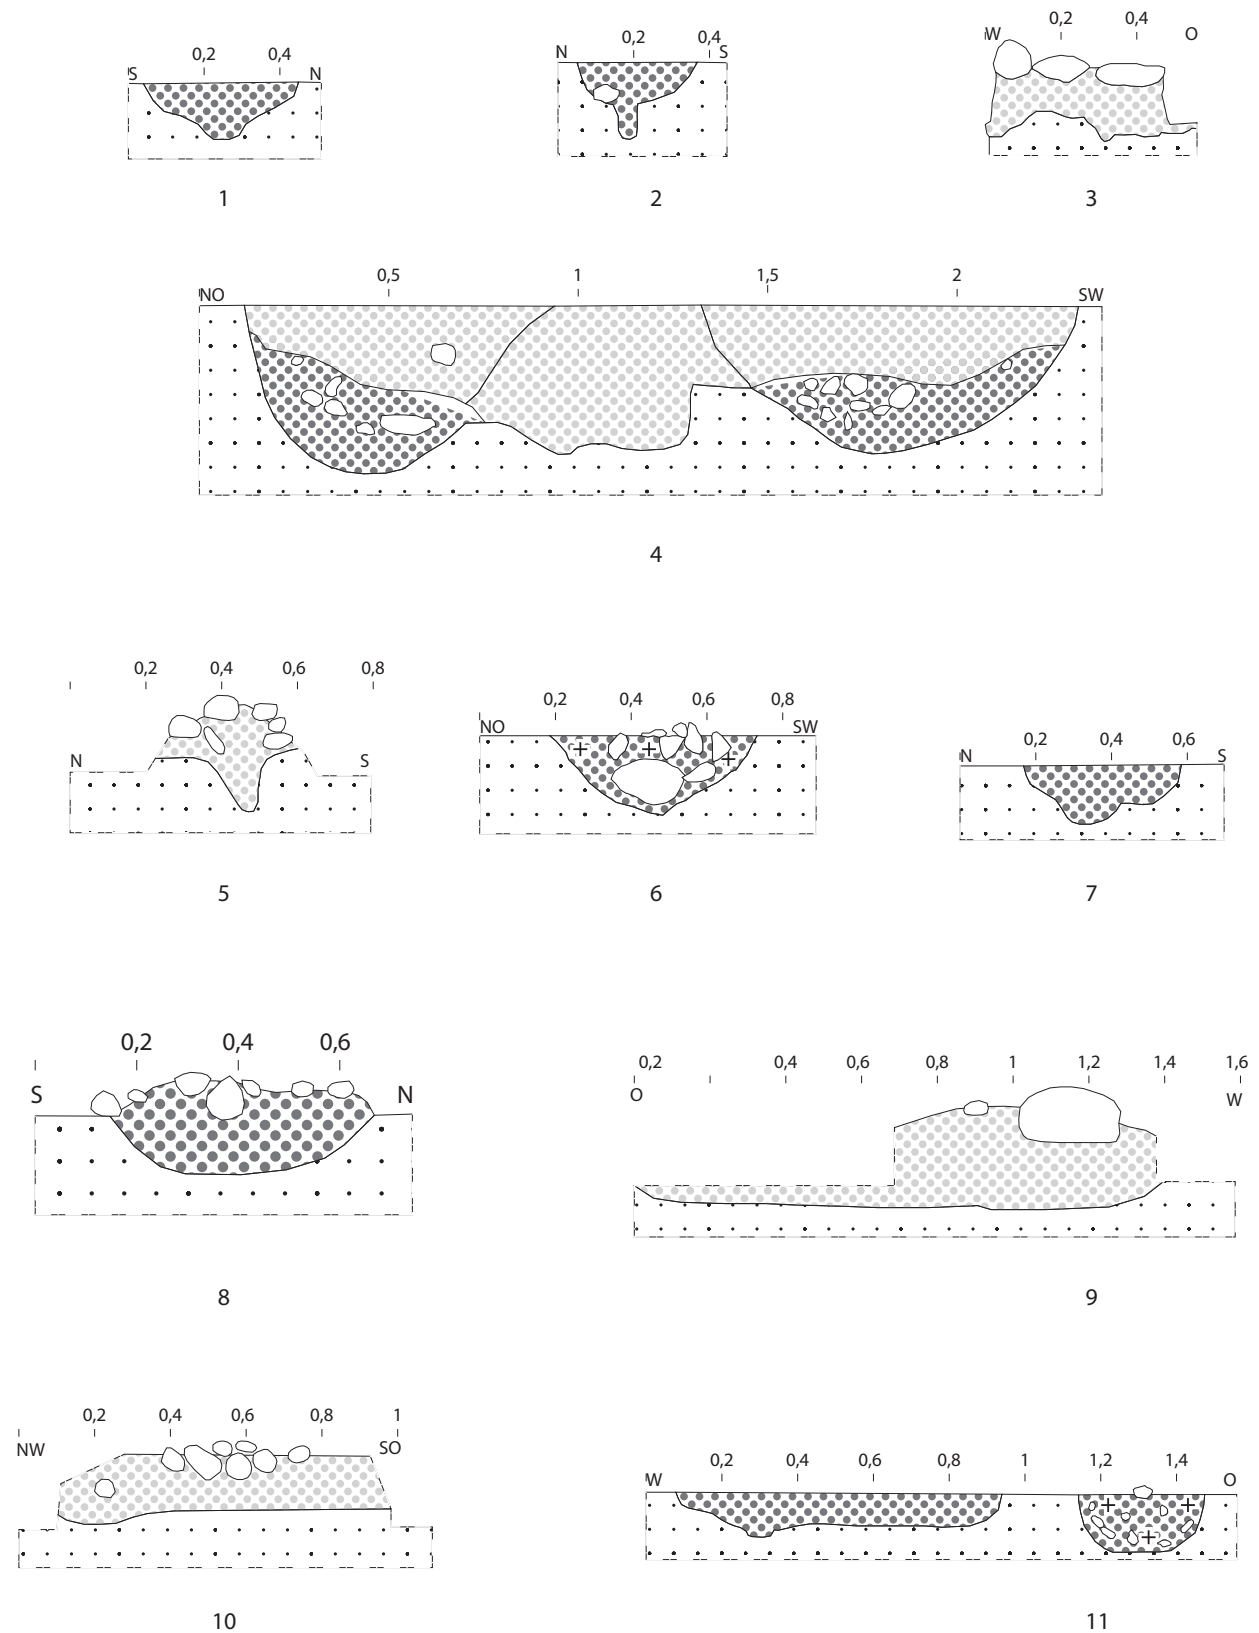 0,2 0,4
S N
1
0,2 0,4
N S
2
0,2 0,4
W O
3
0,5 1 1,5 2
NO SW
4
0,2 0,4 0,6 0,8
N S
5
0,2 0,4 0,6 0,8
NO SW
6
0,2 0,4 0,6
N S
7
0,2 0,4 0,6
S N
8
0,2 0,4 0,6 0,8 1 1,2 1,4 1,6
O W
9
0,2 0,4 0,6 0,8 1
NW SO
10
0,2 0,4 0,6 0,8 1 1,2 1,4
W O
11